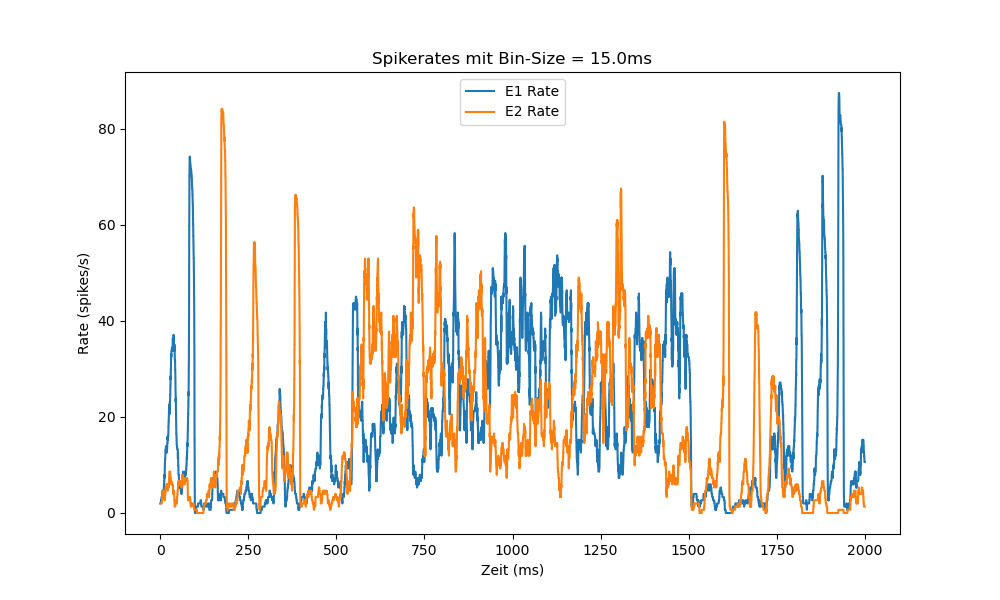 Spikerates mit Bin-Size = 15.0ms
E1 Rate
E2 Rate
Rate (spikes/s)
80
60
40
20
0
0 250 500 750 1000 1250 1500 1750 2000
Zeit (ms)